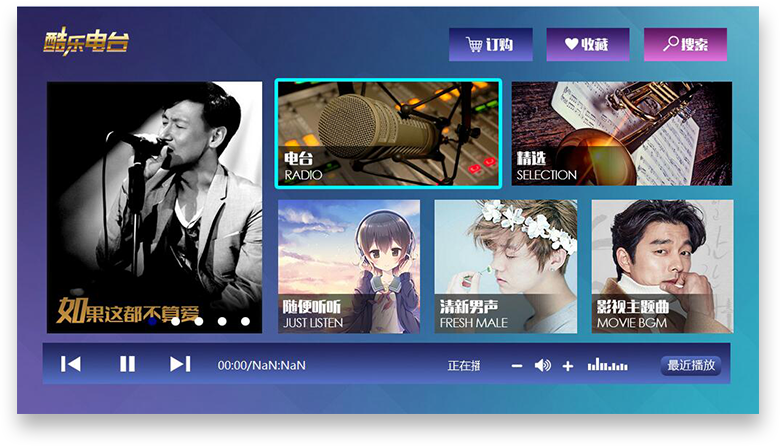 酷乐电台
订购
收藏
搜索
如果这都不算爱
电台
RADIO
精选
SELECTION
随便听听
JUST LISTEN
清新男声
FRESH MALE
影视主题曲
MOVIE BGM
00:00/NaN:NaN
正在播
最近播放